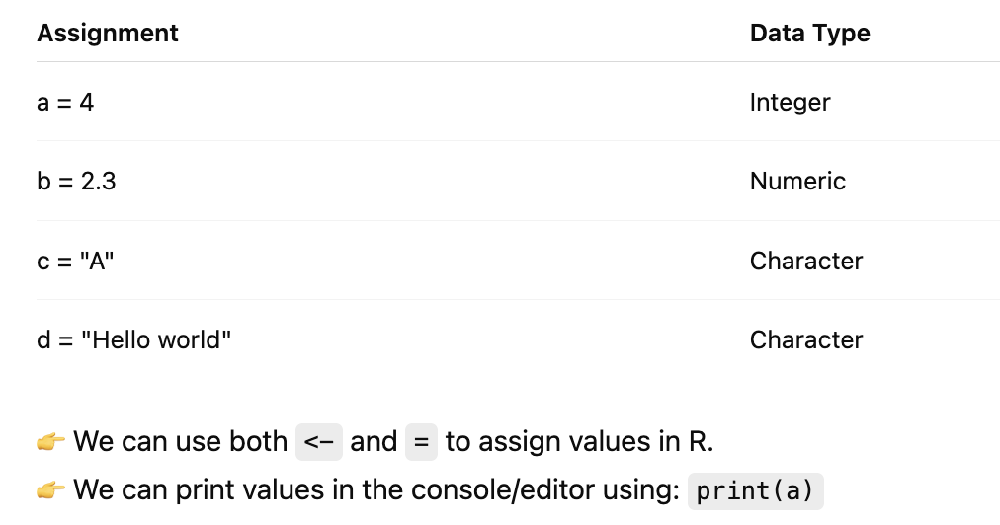 Assignment Data Type
a = 4 Integer
b = 2.3 Numeric
c = "A" Character
d = "Hello world" Character
👉 We can use both <- and = to assign values in R.
👉 We can print values in the console/editor using: print(a)